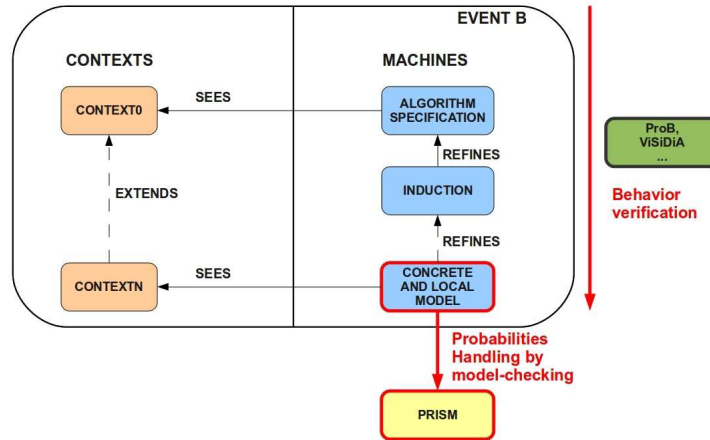 EVENT B
CONTEXTS
MACHINES
CONTEXT0
SEES
ALGORITHM
SPECIFICATION
ProB,
ViSiDiA
...
REFINES
EXTENDS
INDUCTION
Behavior
verification
REFINES
CONTEXTN
SEES
CONCRETE
AND LOCAL
MODEL
Probabilities
Handling by
model-checking
PRISM